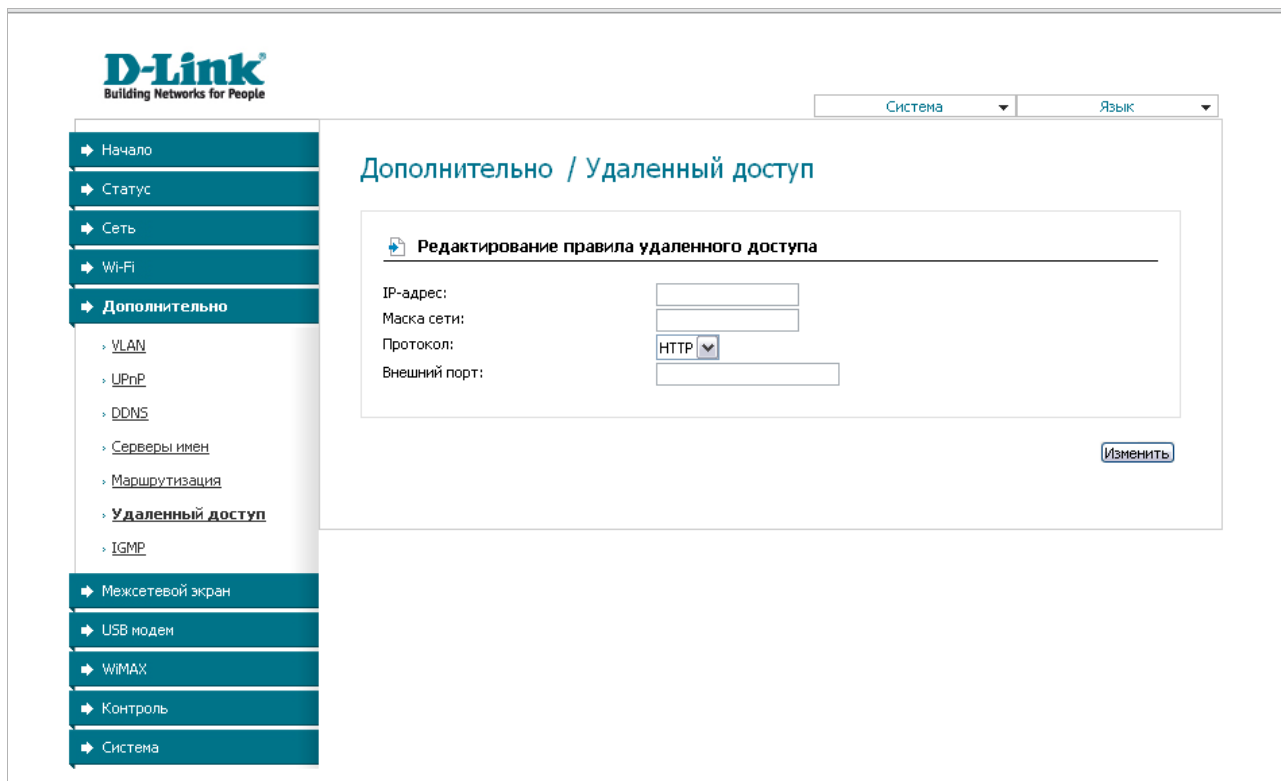 D-Link
Building Networks for People
Система
Язык
Начало
Статус
Сеть
Wi-Fi
Дополнительно
VLAN
UPnP
DDNS
Серверы имен
Маршрутизация
Удаленный доступ
IGMP
Межсетевой экран
USB модем
WiMAX
Контроль
Система
Дополнительно / Удаленный доступ
Редактирование правила удаленного доступа
IP-адрес:
Маска сети:
Протокол: HTTP
Внешний порт:
Изменить